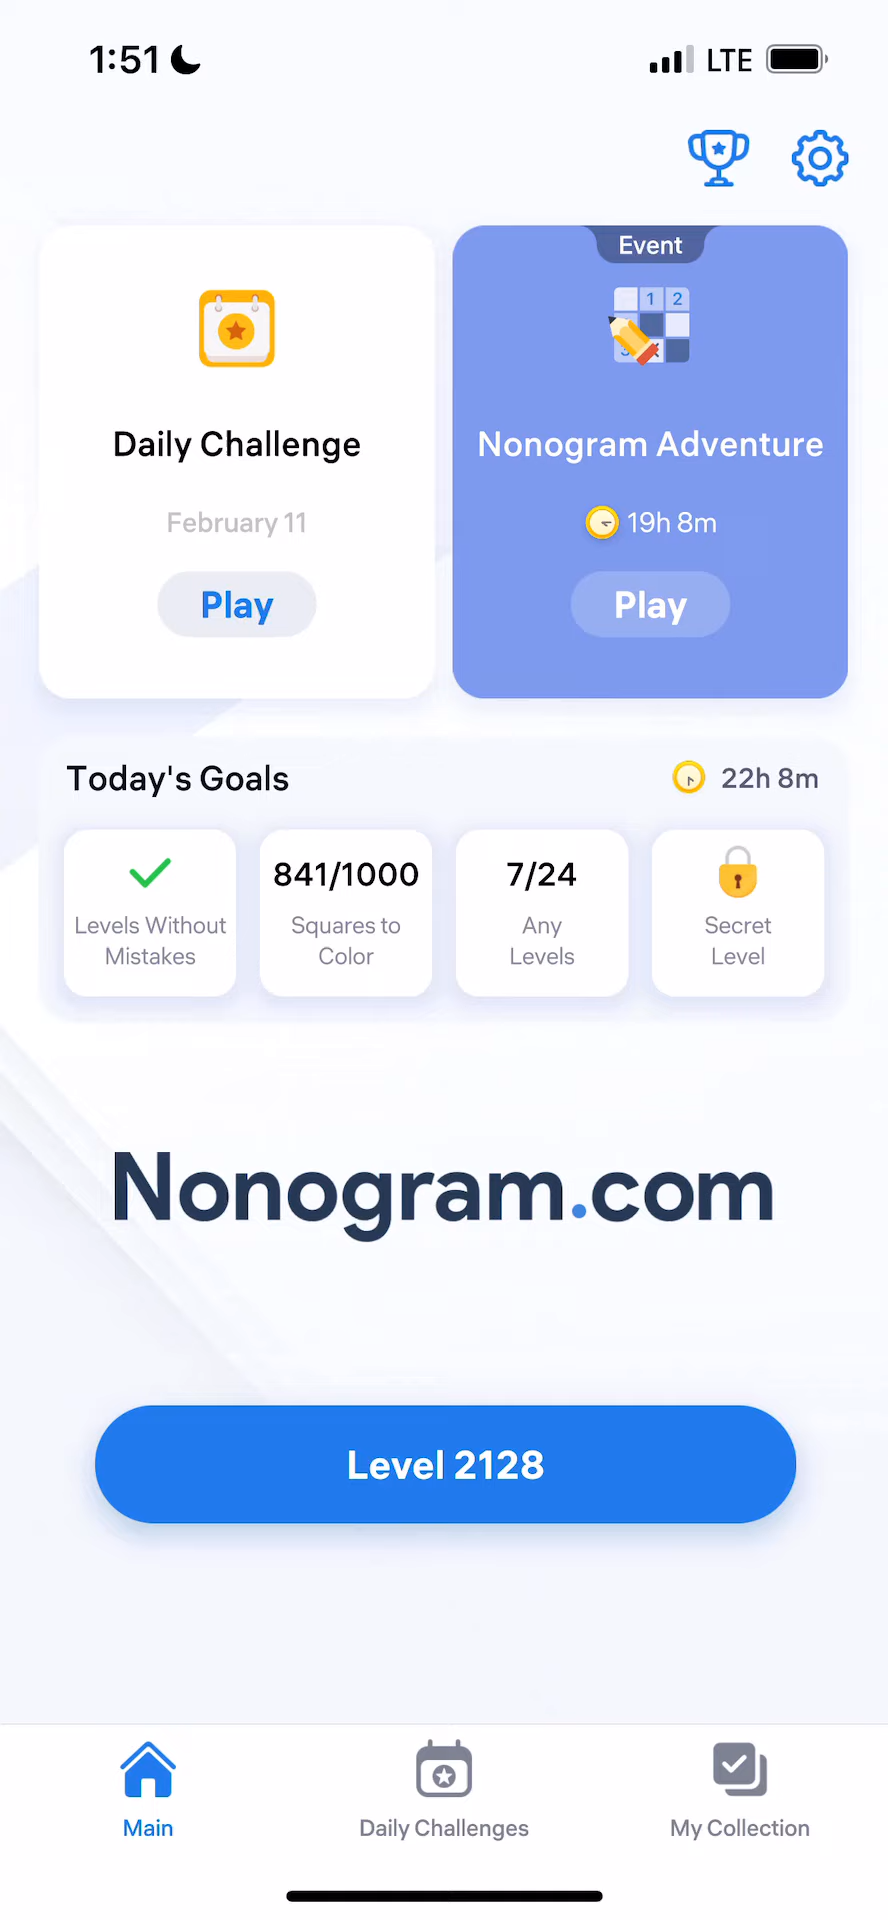 1:51
LTE
Event
1 2
Daily Challenge
Nonogram Adventure
February 11
19h 8m
Play
Play
Today's Goals
22h 8m
841/1000
7/24
Levels Without
Mistakes
Squares to
Color
Any
Levels
Secret
Level
Nonogram.com
Level 2128
Main
Daily Challenges
My Collection